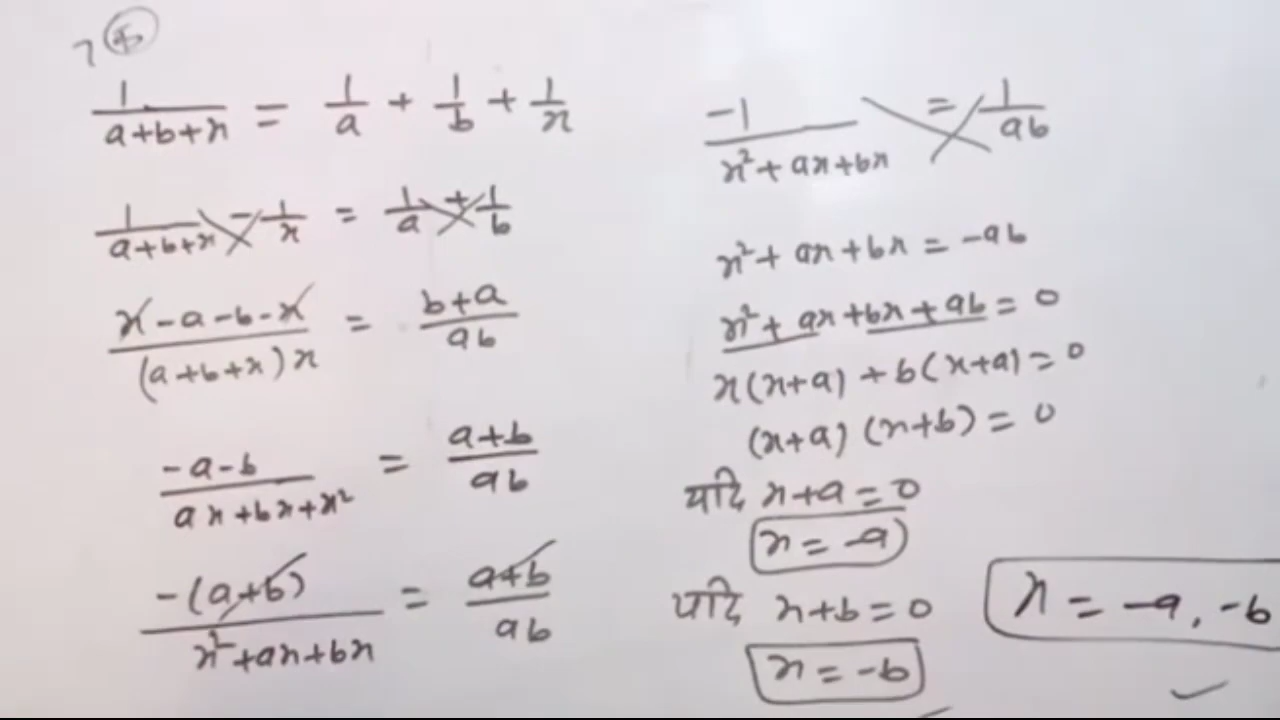 7
1/(a+b+x) = 1/a + 1/b + 1/x
1/(a+b+x) - 1/x = 1/a + 1/b
(x-a-b-x)/((a+b+x)x) = (b+a)/(ab)
(-a-b)/(ax+bx+x²) = (a+b)/(ab)
-(a+b)/(x²+ax+bx) = (a+b)/(ab)
-1/(x²+ax+bx) = 1/(ab)
x²+ax+bx = -ab
x²+ax+bx+ab = 0
x(x+a)+b(x+a) = 0
(x+a)(x+b) = 0
यदि x+a = 0
x = -a
यदि x+b = 0
x = -b
x = -a, -b